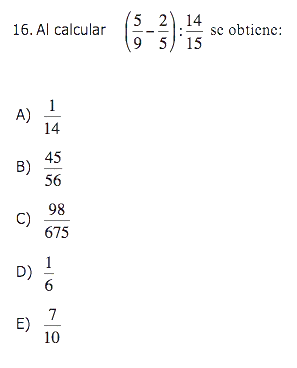 16. Al calcular (5/9 − 2/5) : 14/15 se obtiene:
A) 1/14
B) 45/56
C) 98/675
D) 1/6
E) 7/10